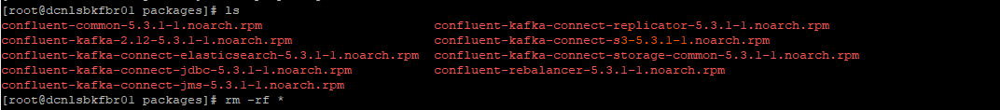 [root@dcnlsbkfbr01 packages]# ls
confluent-common-5.3.1-1.noarch.rpm confluent-kafka-connect-replicator-5.3.1-1.noarch.rpm
confluent-kafka-2.12-5.3.1-1.noarch.rpm confluent-kafka-connect-s3-5.3.1-1.noarch.rpm
confluent-kafka-connect-elasticsearch-5.3.1-1.noarch.rpm confluent-kafka-connect-storage-common-5.3.1-1.noarch.rpm
confluent-kafka-connect-jdbc-5.3.1-1.noarch.rpm confluent-rebalancer-5.3.1-1.noarch.rpm
confluent-kafka-connect-jms-5.3.1-1.noarch.rpm
[root@dcnlsbkfbr01 packages]# rm -rf *